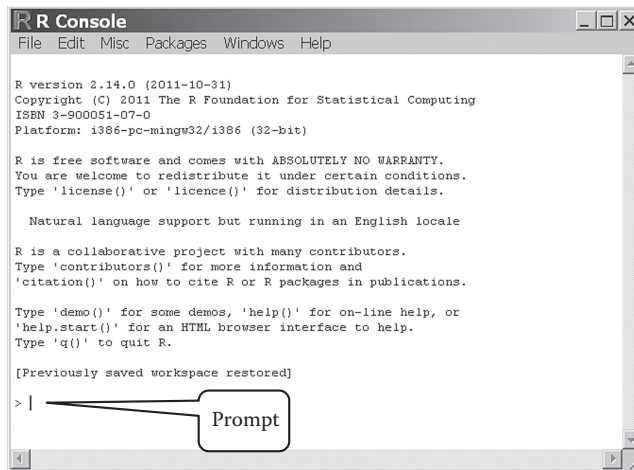 R R Console
File Edit Misc Packages Windows Help
R version 2.14.0 (2011-10-31)
Copyright (C) 2011 The R Foundation for Statistical Computing
ISBN 3-900051-07-0
Platform: i386-pc-mingw32/i386 (32-bit)
R is free software and comes with ABSOLUTELY NO WARRANTY.
You are welcome to redistribute it under certain conditions.
Type 'license()' or 'licence()' for distribution details.
Natural language support but running in an English locale
R is a collaborative project with many contributors.
Type 'contributors()' for more information and
'citation()' on how to cite R or R packages in publications.
Type 'demo()' for some demos, 'help()' for on-line help, or
'help.start()' for an HTML browser interface to help.
Type 'q()' to quit R.
[Previously saved workspace restored]
>
Prompt